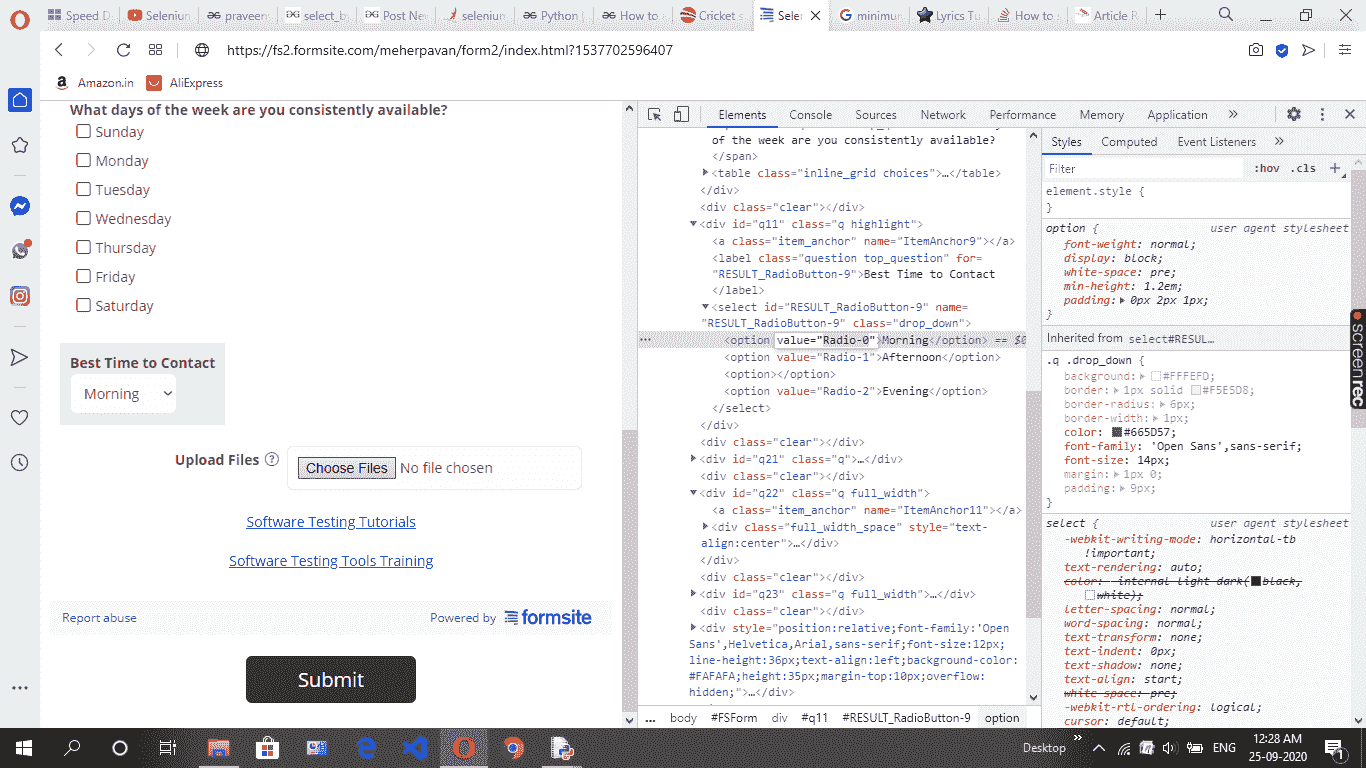 Speed D
Seleniun
praveen
select_b
Post Ne
selenium
Python
How to
Cricket s
Selen
minimum
Lyrics Tu
How to
Article R
https://fs2.formsite.com/meherpavan/form2/index.html?1537702596407
Amazon.in
AliExpress
What days of the week are you consistently available?
Sunday
Monday
Tuesday
Wednesday
Thursday
Friday
Saturday
Best Time to Contact
Morning
Upload Files ?
Choose Files No file chosen
Software Testing Tutorials
Software Testing Tools Training
Report abuse
Powered by formsite
Submit
Elements Console Sources Network Performance Memory Application »
of the week are you consistently available?
</span>
▶<table class="inline_grid choices">…</table>
</div>
<div class="clear"></div>
▼<div id="q11" class="q highlight">
<a class="item_anchor" name="ItemAnchor9"></a>
<label class="question top_question" for=
"RESULT_RadioButton-9">Best Time to Contact
</label>
▼<select id="RESULT_RadioButton-9" name=
"RESULT_RadioButton-9" class="drop_down">
… <option value="Radio-0">Morning</option> == $0
<option value="Radio-1">Afternoon</option>
<option></option>
<option value="Radio-2">Evening</option>
</select>
</div>
<div class="clear"></div>
▶<div id="q21" class="q">…</div>
<div class="clear"></div>
▼<div id="q22" class="q full_width">
<a class="item_anchor" name="ItemAnchor11"></a>
▶<div class="full_width_space" style="text-
align:center">…</div>
</div>
<div class="clear"></div>
▶<div id="q23" class="q full_width">…</div>
<div class="clear"></div>
▶<div style="position:relative;font-family:'Open
Sans',Helvetica,Arial,sans-serif;font-size:12px;
line-height:36px;text-align:left;background-color:
#FAFAFA;height:35px;margin-top:10px;overflow:
hidden;">…</div>
… body #FSForm div #q11 #RESULT_RadioButton-9 option
Styles Computed Event Listeners »
Filter :hov .cls +
element.style {
}
option { user agent stylesheet
font-weight: normal;
display: block;
white-space: pre;
min-height: 1.2em;
padding:▶ 0px 2px 1px;
}
Inherited from select#RESUL…
.q .drop_down {
background:▶ #FFFEFD;
border:▶ 1px solid #F5E5D8;
border-radius:▶ 6px;
border-width:▶ 1px;
color: #665D57;
font-family: 'Open Sans',sans-serif;
font-size: 14px;
margin:▶ 1px 0;
padding:▶ 9px;
}
select { user agent stylesheet
-webkit-writing-mode: horizontal-tb
!important;
text-rendering: auto;
color: -internal-light-dark(black,
white);
letter-spacing: normal;
word-spacing: normal;
text-transform: none;
text-indent: 0px;
text-shadow: none;
text-align: start;
white-space: pre;
-webkit-rtl-ordering: logical;
cursor: default;
screenrec
Desktop » ENG
12:28 AM
25-09-2020
1